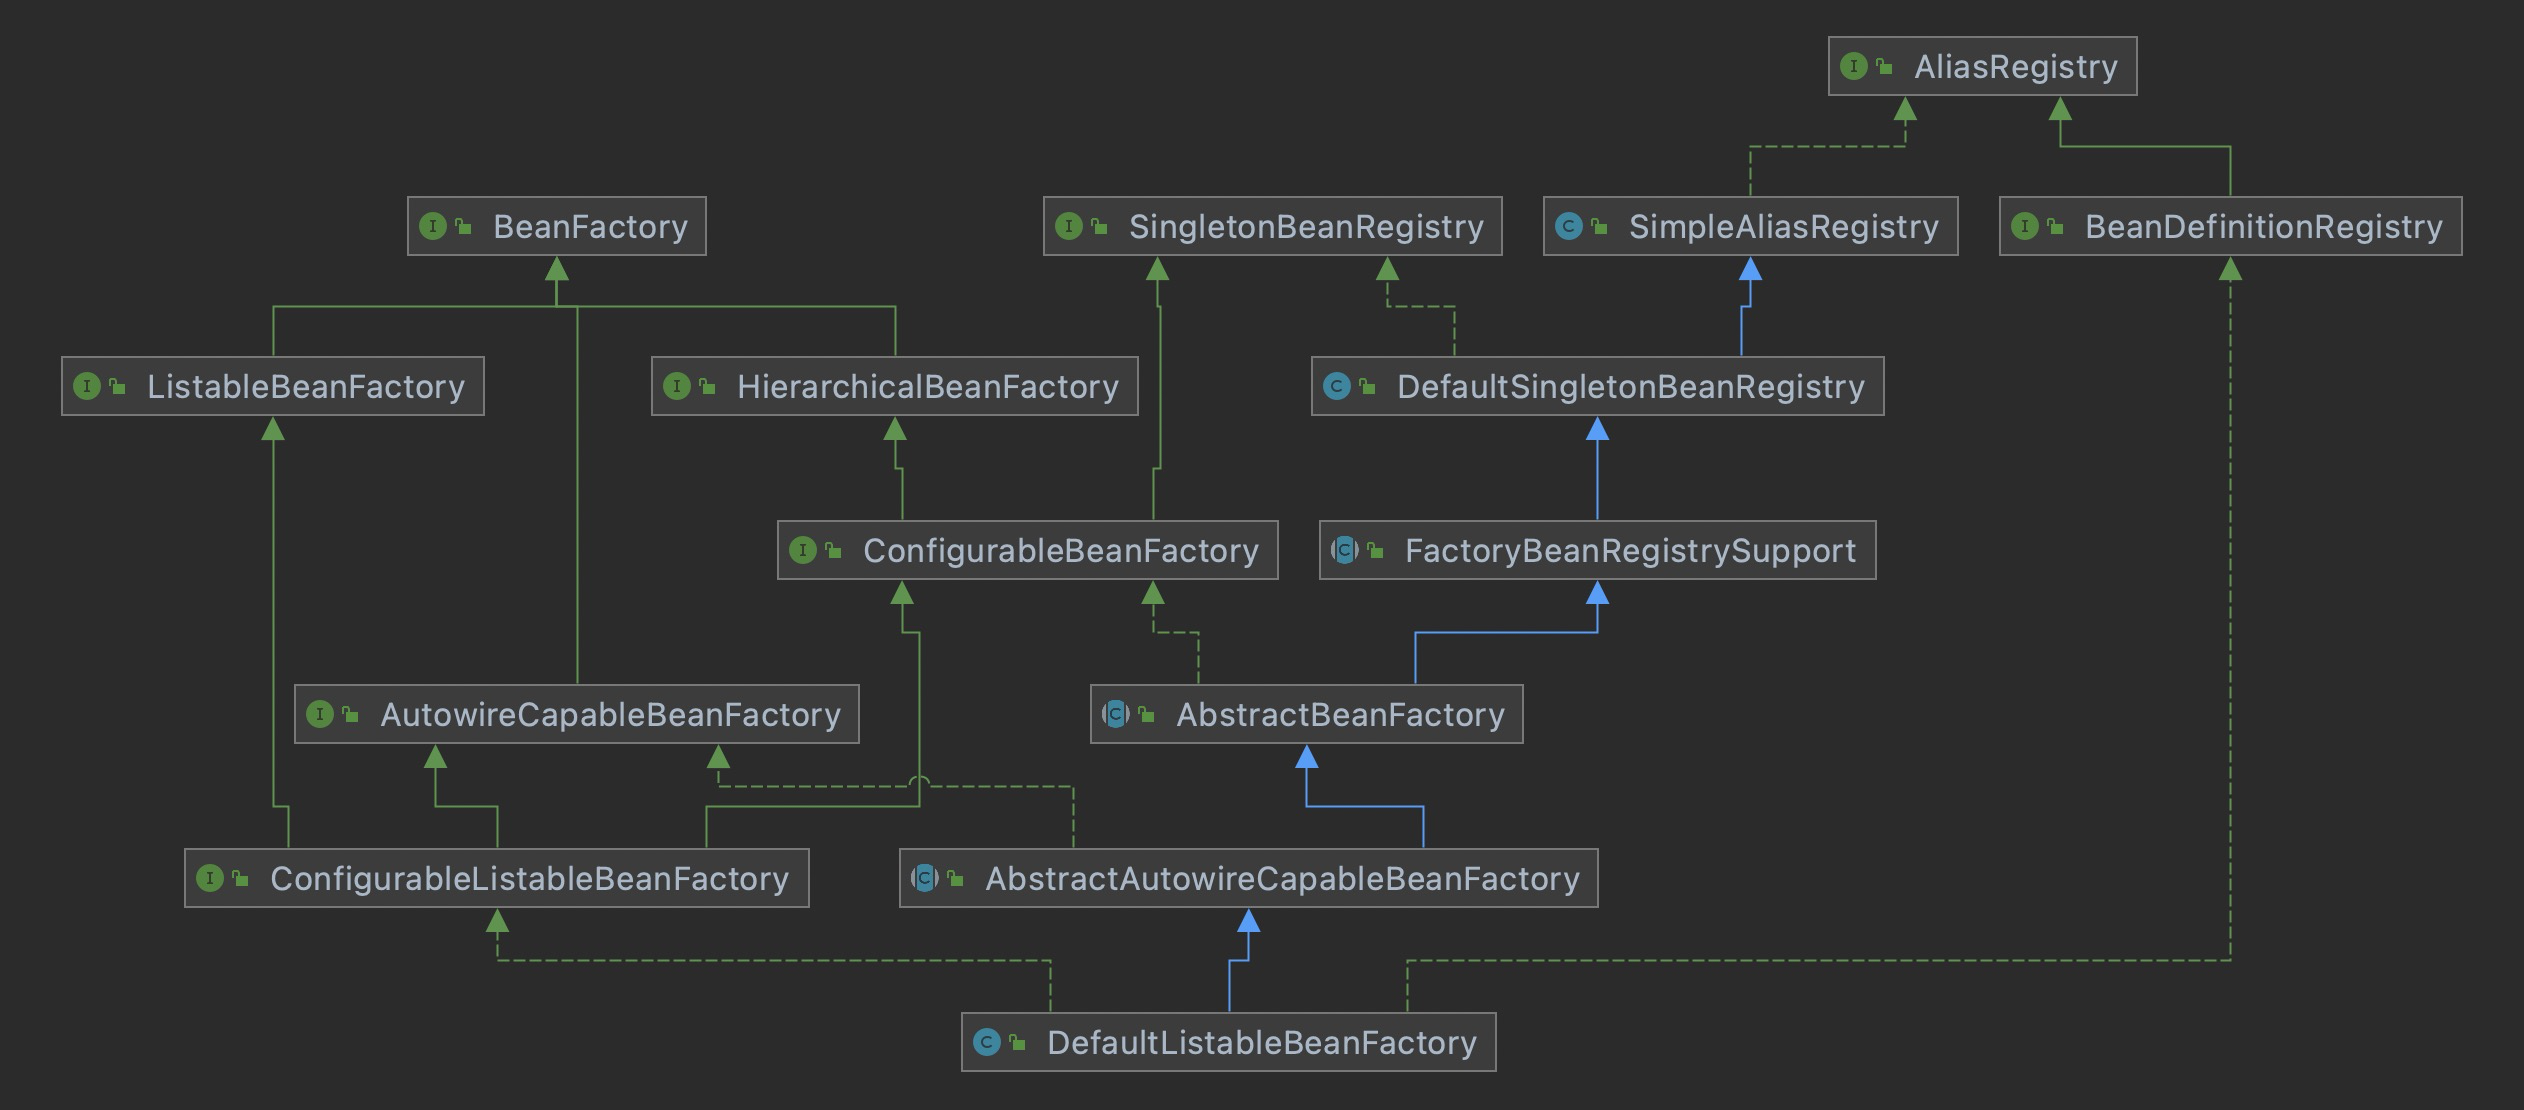 AliasRegistry
BeanFactory
SingletonBeanRegistry
SimpleAliasRegistry
BeanDefinitionRegistry
ListableBeanFactory
HierarchicalBeanFactory
DefaultSingletonBeanRegistry
ConfigurableBeanFactory
FactoryBeanRegistrySupport
AutowireCapableBeanFactory
AbstractBeanFactory
ConfigurableListableBeanFactory
AbstractAutowireCapableBeanFactory
DefaultListableBeanFactory